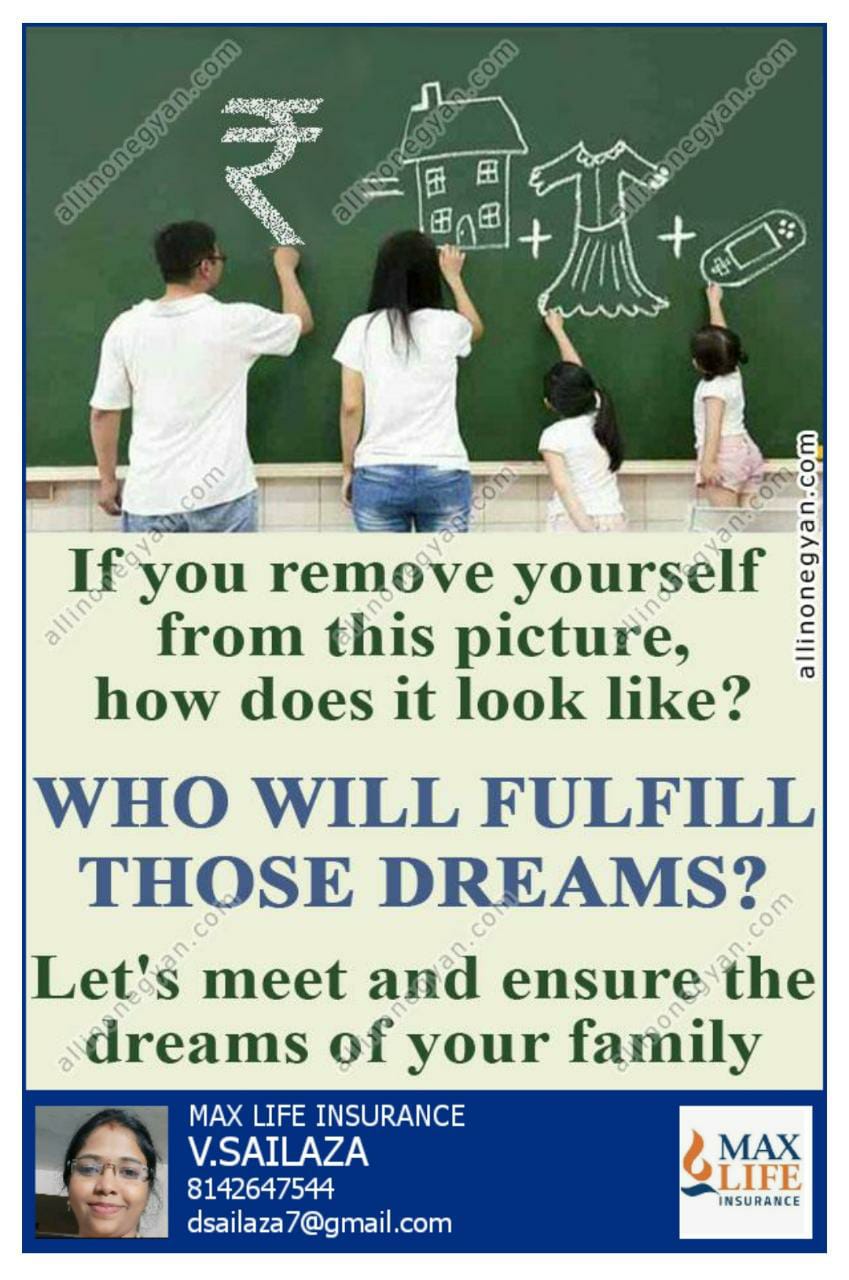 allinonegyan.com allinonegyan.com allinonegyan.com
₹ = + +
allinonegyan.com
allinonegyan.com allinonegyan.com allinonegyan.com
If you remove yourself
from this picture,
how does it look like?
WHO WILL FULFILL
THOSE DREAMS?
allinonegyan.com allinonegyan.com allinonegyan.com
Let's meet and ensure the
dreams of your family
MAX LIFE INSURANCE
V.SAILAZA
8142647544
dsailaza7@gmail.com
MAX
LIFE
INSURANCE